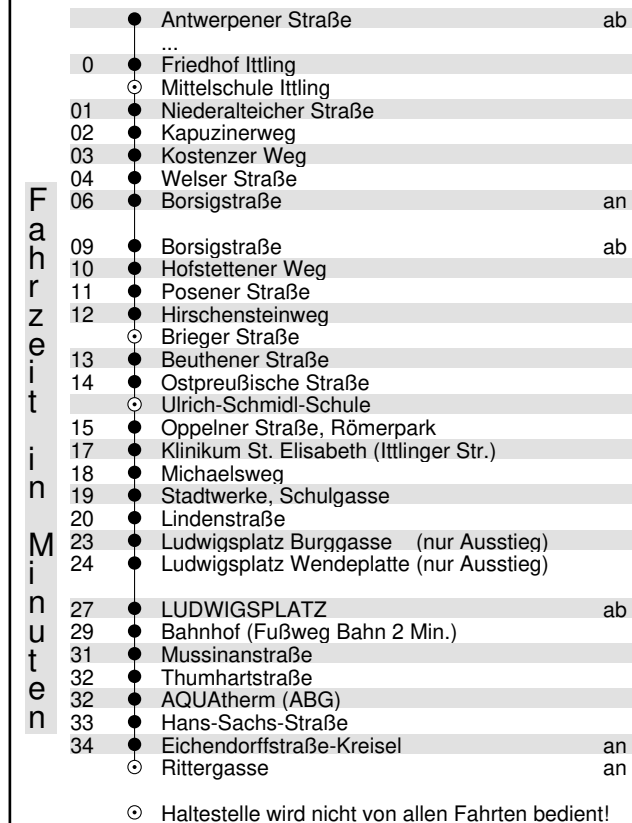 Antwerpener Straße ab
...
0 Friedhof Ittling
Mittelschule Ittling
01 Niederalteicher Straße
02 Kapuzinerweg
03 Kostenzer Weg
04 Welser Straße
06 Borsigstraße an
09 Borsigstraße ab
10 Hofstettener Weg
11 Posener Straße
12 Hirschensteinweg
Brieger Straße
13 Beuthener Straße
14 Ostpreußische Straße
Ulrich-Schmidl-Schule
15 Oppelner Straße, Römerpark
17 Klinikum St. Elisabeth (Ittlinger Str.)
18 Michaelsweg
19 Stadtwerke, Schulgasse
20 Lindenstraße
23 Ludwigsplatz Burggasse (nur Ausstieg)
24 Ludwigsplatz Wendeplatte (nur Ausstieg)
27 LUDWIGSPLATZ ab
29 Bahnhof (Fußweg Bahn 2 Min.)
31 Mussinanstraße
32 Thumhartstraße
32 AQUAtherm (ABG)
33 Hans-Sachs-Straße
34 Eichendorffstraße-Kreisel an
Rittergasse an
Haltestelle wird nicht von allen Fahrten bedient!
Fahrzeit in Minuten